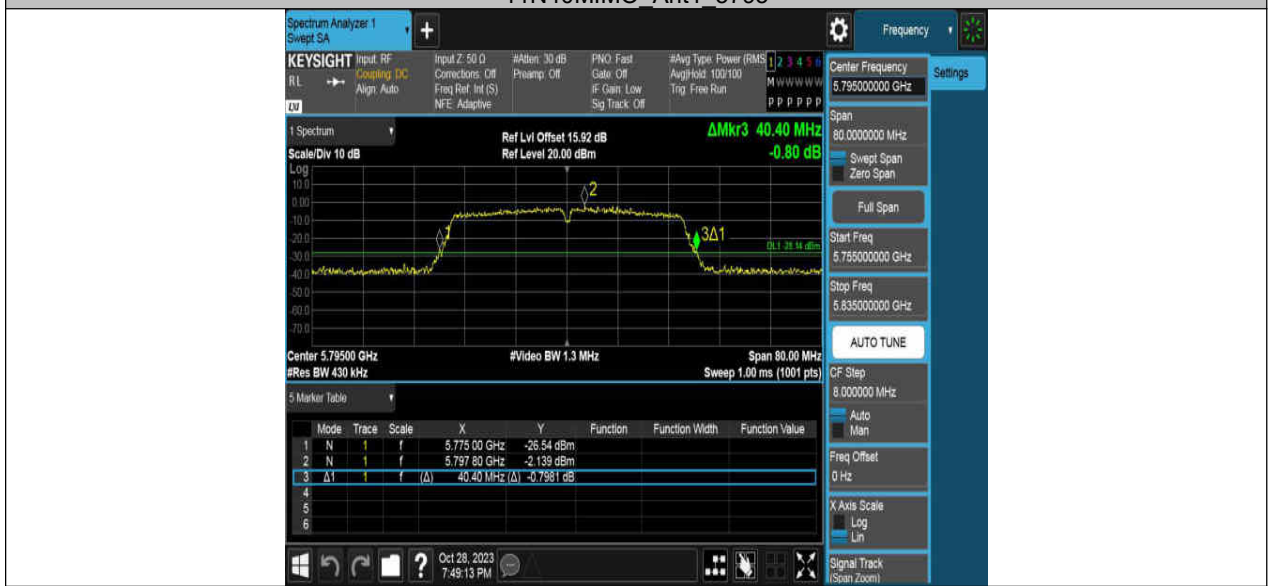 Spectrum Analyzer 1
Swept SA
+
Frequency
KEYSIGHT
RL
Input: RF
Coupling: DC
Align: Auto
Input Z: 50 Ω
Corrections: Off
Freq Ref: Int (S)
NFE: Adaptive
#Atten: 30 dB
Preamp: Off
PNO: Fast
Gate: Off
IF Gain: Low
Sig Track: Off
#Avg Type: Power (RMS
Avg|Hold: 100/100
Trig: Free Run
1 2 3 4 5 6
M W W W W W
P P P P P P
1 Spectrum
Scale/Div 10 dB
Ref Lvl Offset 15.92 dB
Ref Level 20.00 dBm
ΔMkr3 40.40 MHz
-0.80 dB
Log
10.0
0.00
-10.0
-20.0
-30.0
-40.0
-50.0
-60.0
-70.0
1
2
3Δ1
DL1 -28.14 dBm
Center 5.79500 GHz
#Res BW 430 kHz
#Video BW 1.3 MHz
Span 80.00 MHz
Sweep 1.00 ms (1001 pts)
5 Marker Table
Mode Trace Scale X Y Function Function Width Function Value
1 N 1 f 5.775 00 GHz -26.54 dBm
2 N 1 f 5.797 80 GHz -2.139 dBm
3 Δ1 1 f (Δ) 40.40 MHz (Δ) -0.7981 dB
4
5
6
?
Oct 28, 2023
7:49:13 PM
Center Frequency
5.795000000 GHz
Settings
Span
80.0000000 MHz
Swept Span
Zero Span
Full Span
Start Freq
5.755000000 GHz
Stop Freq
5.835000000 GHz
AUTO TUNE
CF Step
8.000000 MHz
Auto
Man
Freq Offset
0 Hz
X Axis Scale
Log
Lin
Signal Track
(Span Zoom)